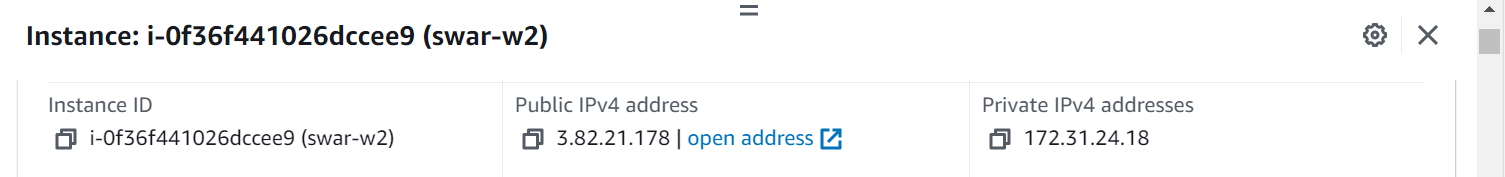 Instance: i-0f36f441026dccee9 (swar-w2)
Instance ID
i-0f36f441026dccee9 (swar-w2)
Public IPv4 address
3.82.21.178 | open address
Private IPv4 addresses
172.31.24.18